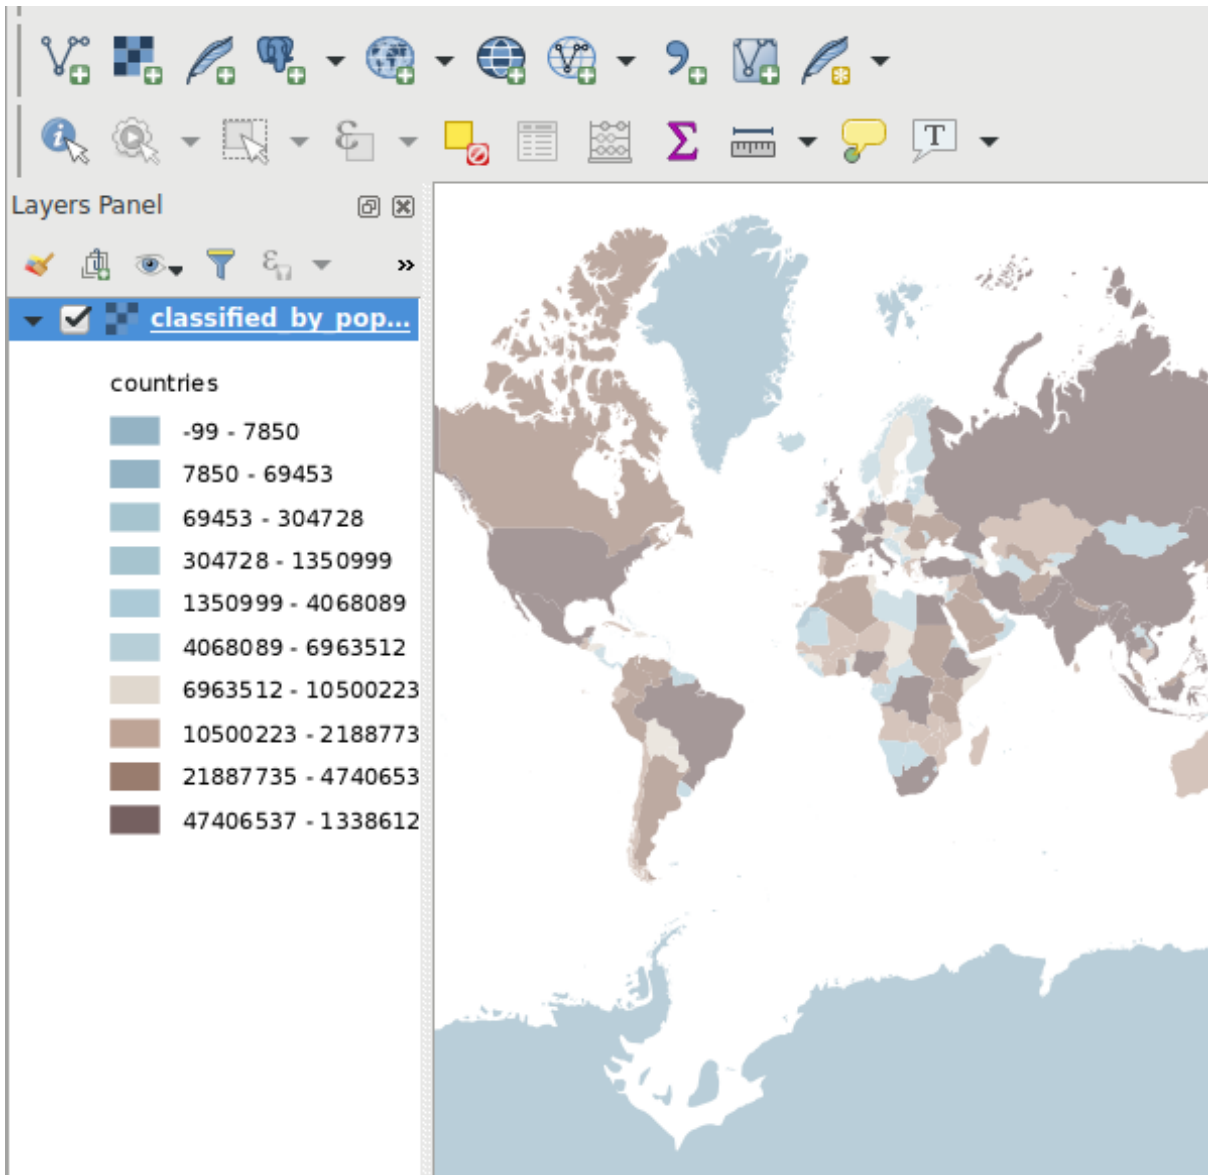 T
Layers Panel
classified_by_pop...
countries
-99 - 7850
7850 - 69453
69453 - 304728
304728 - 1350999
1350999 - 4068089
4068089 - 6963512
6963512 - 10500223
10500223 - 2188773
21887735 - 4740653
47406537 - 1338612